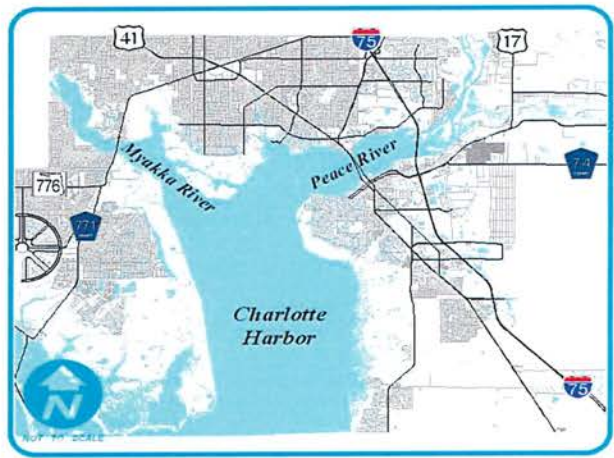 41
75
17
Myakka River
Peace River
74
776
771
Charlotte
Harbor
75
N
NOT TO SCALE